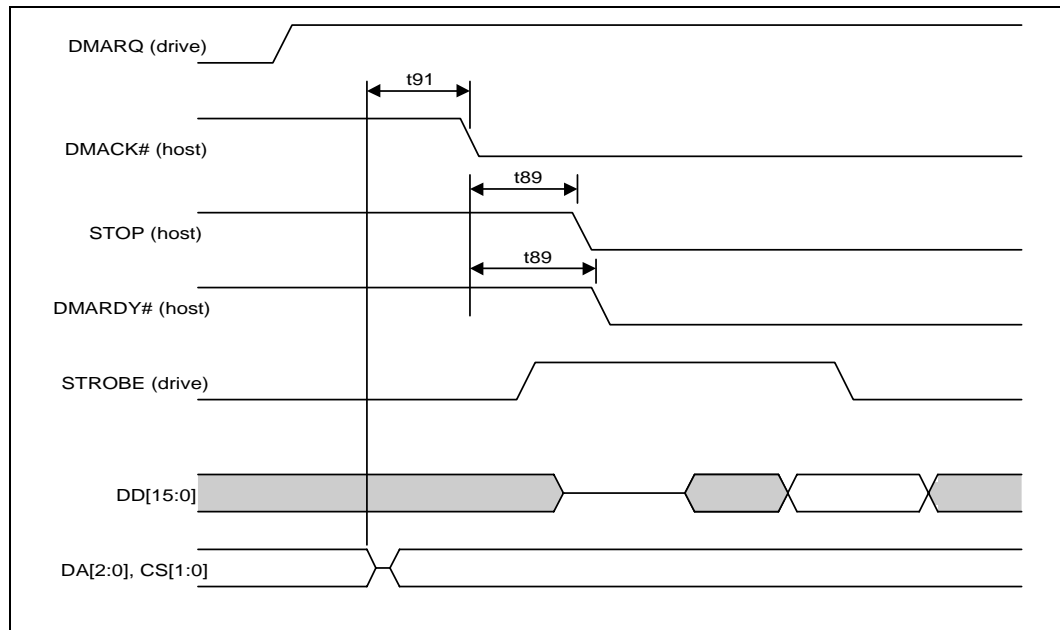 DMARQ (drive)
t91
DMACK# (host)
t89
STOP (host)
t89
DMARDY# (host)
STROBE (drive)
DD[15:0]
DA[2:0], CS[1:0]